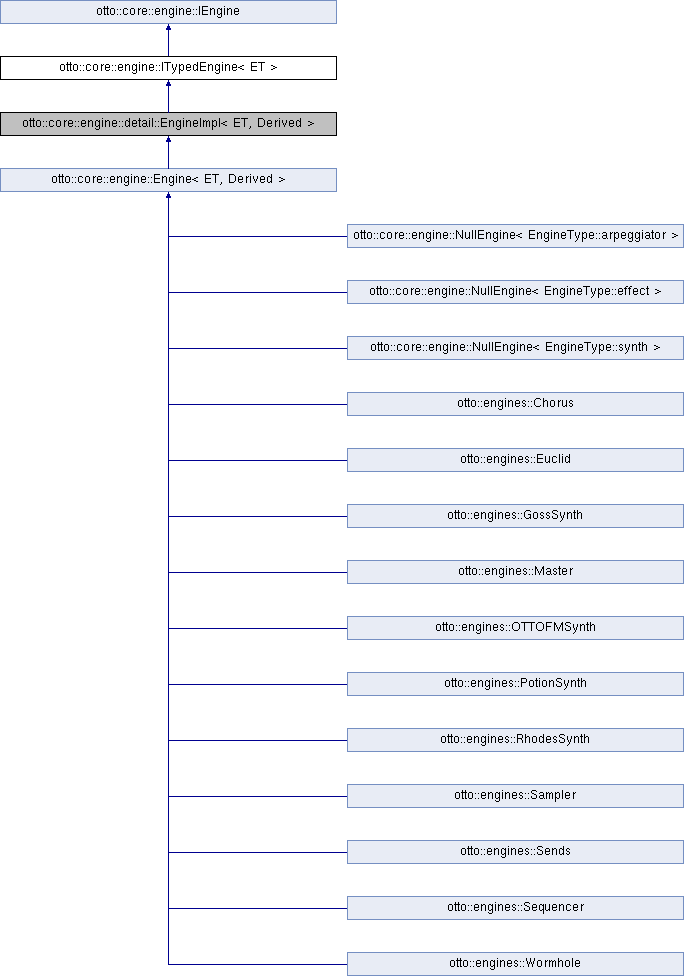 otto::core::engine::IEngine
otto::core::engine::ITypedEngine< ET >
otto::core::engine::detail::EngineImpl< ET, Derived >
otto::core::engine::Engine< ET, Derived >
otto::core::engine::NullEngine< EngineType::arpeggiator >
otto::core::engine::NullEngine< EngineType::effect >
otto::core::engine::NullEngine< EngineType::synth >
otto::engines::Chorus
otto::engines::Euclid
otto::engines::GossSynth
otto::engines::Master
otto::engines::OTTOFMSynth
otto::engines::PotionSynth
otto::engines::RhodesSynth
otto::engines::Sampler
otto::engines::Sends
otto::engines::Sequencer
otto::engines::Wormhole